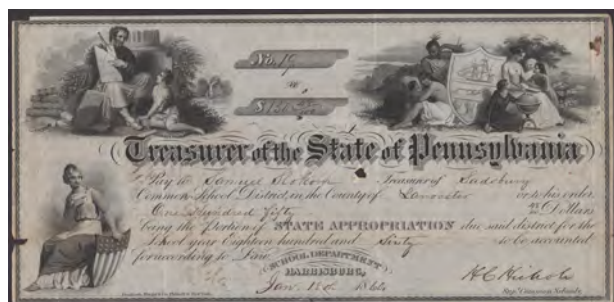 No. 19
$150
Treasurer of the State of Pennsylvania
Pay to Samuel Treasurer of Sadsbury
Common School District, in the County of Lancaster or to his order
One Hundred Fifty Dollars
being the Portion of STATE APPROPRIATION due said district for the
School year Eighteen hundred and Sixty to be accounted
for according to Law.
SCHOOL DEPARTMENT
HARRISBURG,
Jan. 186
Supt. Common Schools